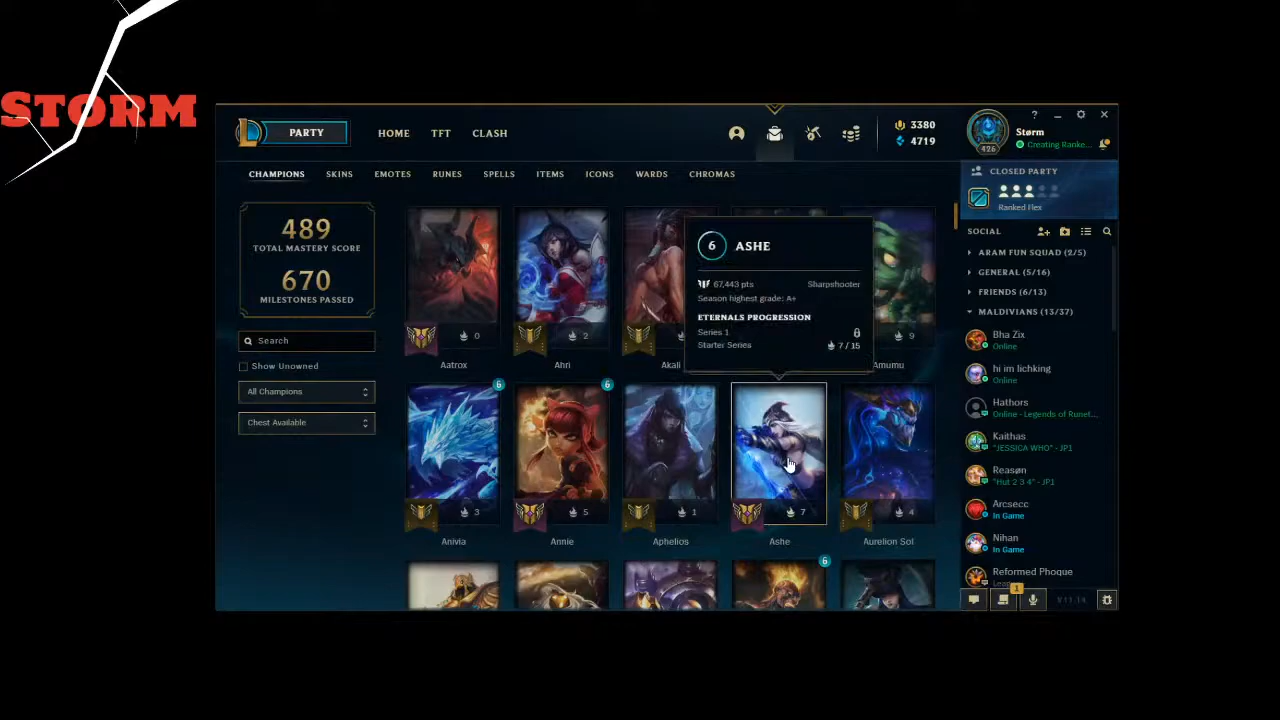 STORM
PARTY
HOME
TFT
CLASH
3380
4719
?
426
Størm
Creating Ranke...
CHAMPIONS
SKINS
EMOTES
RUNES
SPELLS
ITEMS
ICONS
WARDS
CHROMAS
CLOSED PARTY
Ranked Flex
489
TOTAL MASTERY SCORE
670
MILESTONES PASSED
Search
Show Unowned
All Champions
Chest Available
0
Aatrox
2
Ahri
Akali
9
Amumu
6 ASHE
67,443 pts
Sharpshooter
Season highest grade: A+
ETERNALS PROGRESSION
Series 1
Starter Series
7 / 15
6
3
Anivia
6
5
Annie
1
Aphelios
7
Ashe
4
Aurelion Sol
6
SOCIAL
ARAM FUN SQUAD (2/5)
GENERAL (5/16)
FRIENDS (6/13)
MALDIVIANS (13/37)
Bha Zix
Online
hi im lichking
Online
Hathors
Online - Legends of Runet...
Kaithas
"JESSICA WHO" - JP1
Reasøn
"Hut 2 3 4" - JP1
Arcsecc
In Game
Nihan
In Game
Reformed Phoque
1
V11.14